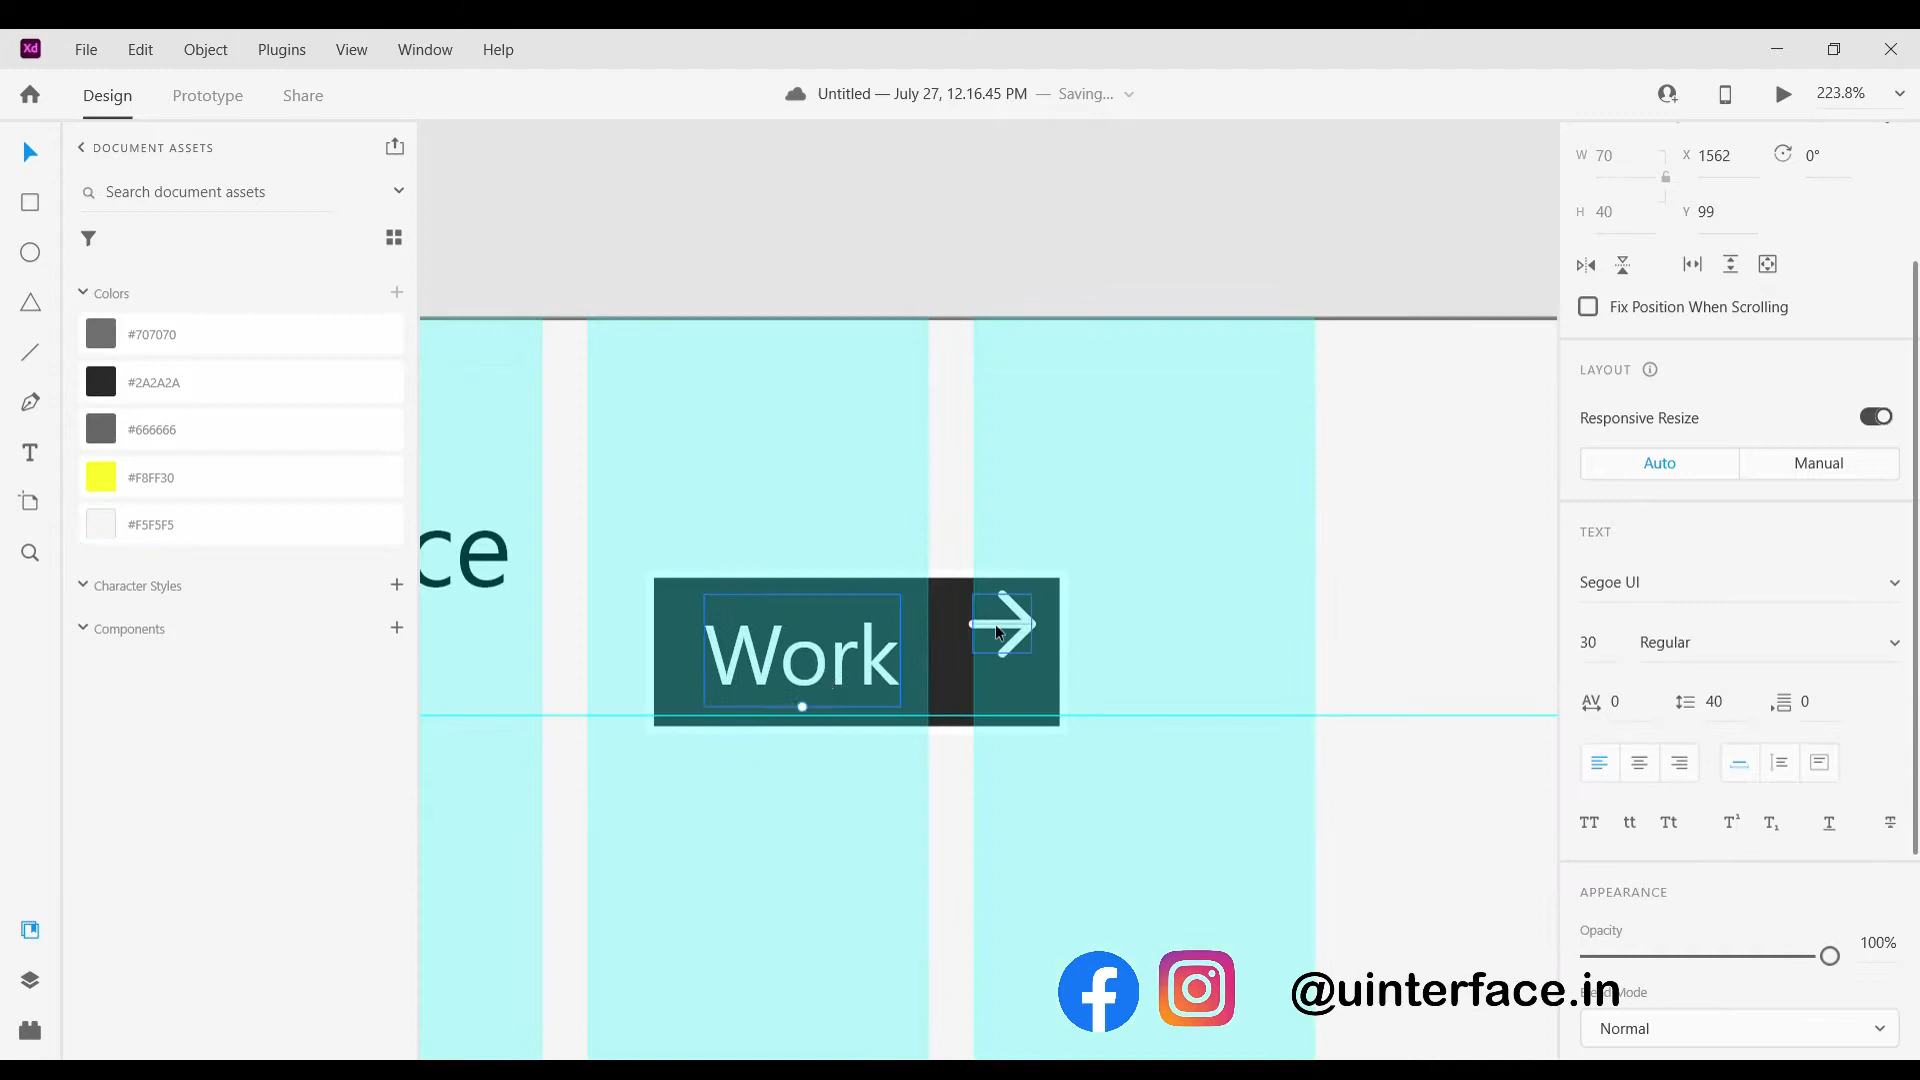 Xd File Edit Object Plugins View Window Help
Design Prototype Share Untitled — July 27, 12.16.45 PM — Saving... 223.8%
DOCUMENT ASSETS
Search document assets
Colors
#707070
#2A2A2A
#666666
#F8FF30
#F5F5F5
Character Styles
Components
ce
Work
W 70 X 1562 0°
H 40 Y 99
Fix Position When Scrolling
LAYOUT
Responsive Resize
Auto Manual
TEXT
Segoe UI
30 Regular
AV 0 40 0
TT tt Tt T¹ T₁ T T
APPEARANCE
Opacity
100%
Blend Mode
Normal
@uinterface.in